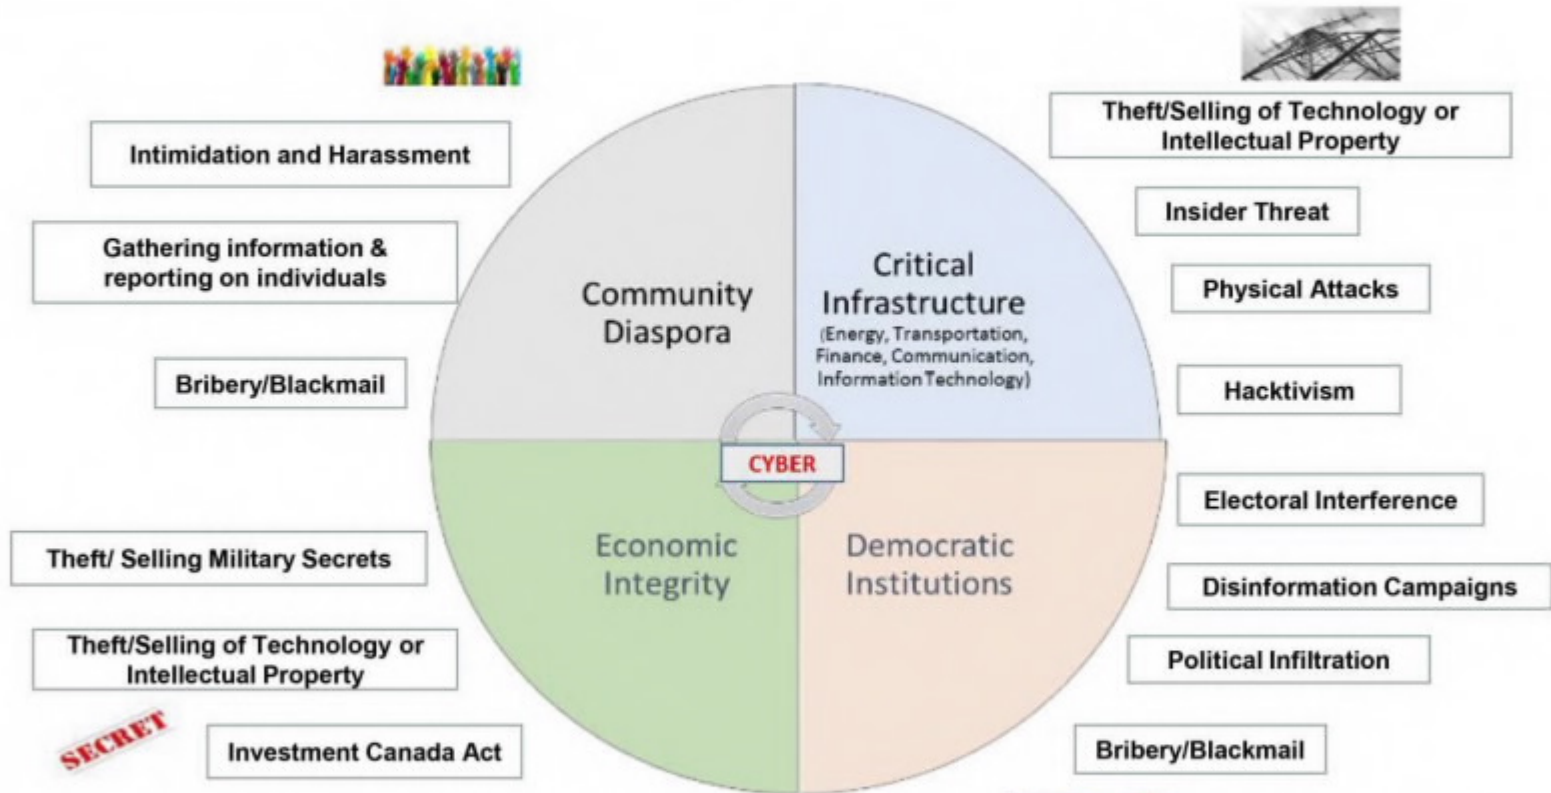 Intimidation and Harassment
Gathering information &
reporting on individuals
Bribery/Blackmail
Community
Diaspora
Critical
Infrastructure
(Energy, Transportation,
Finance, Communication,
Information Technology)
Theft/Selling of Technology or
Intellectual Property
Insider Threat
Physical Attacks
Hacktivism
CYBER
Economic
Integrity
Democratic
Institutions
Theft/ Selling Military Secrets
Theft/Selling of Technology or
Intellectual Property
SECRET
Investment Canada Act
Electoral Interference
Disinformation Campaigns
Political Infiltration
Bribery/Blackmail